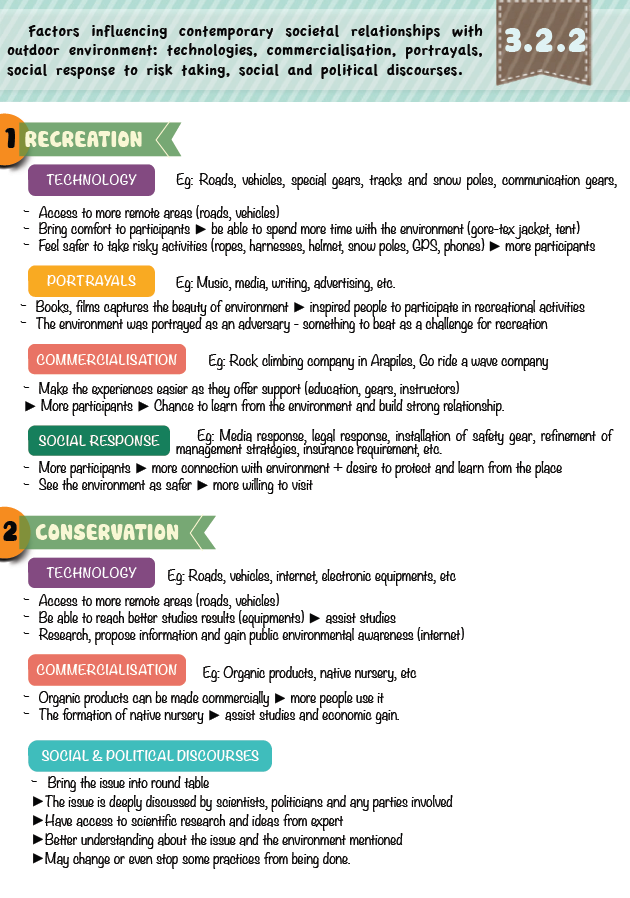 Factors influencing contemporary societal relationships with
outdoor environment: technologies, commercialisation, portrayals,
social response to risk taking, social and political discourses.
3.2.2
1 RECREATION
TECHNOLOGY Eg: Roads, vehicles, special gears, tracks and snow poles, communication gears,
- Access to more remote areas (roads, vehicles)
- Bring comfort to participants ► be able to spend more time with the environment (gore-tex jacket, tent)
- Feel safer to take risky activities (ropes, harnesses, helmet, snow poles, GPS, phones) ► more participants
PORTRAYALS Eg: Music, media, writing, advertising, etc.
- Books, films captures the beauty of environment ► inspired people to participate in recreational activities
- The environment was portrayed as an adversary - something to beat as a challenge for recreation
COMMERCIALISATION Eg: Rock climbing company in Arapiles, Go ride a wave company
- Make the experiences easier as they offer support (education, gears, instructors)
► More participants ► Chance to learn from the environment and build strong relationship.
SOCIAL RESPONSE Eg: Media response, legal response, installation of safety gear, refinement of
management strategies, insurance requirement, etc.
- More participants ► more connection with environment + desire to protect and learn from the place
- See the environment as safer ► more willing to visit
2 CONSERVATION
TECHNOLOGY Eg: Roads, vehicles, internet, electronic equipments, etc
- Access to more remote areas (roads, vehicles)
- Be able to reach better studies results (equipments) ► assist studies
- Research, propose information and gain public environmental awareness (internet)
COMMERCIALISATION Eg: Organic products, native nursery, etc
- Organic products can be made commercially ► more people use it
- The formation of native nursery ► assist studies and economic gain.
SOCIAL & POLITICAL DISCOURSES
- Bring the issue into round table
►The issue is deeply discussed by scientists, politicians and any parties involved
►Have access to scientific research and ideas from expert
►Better understanding about the issue and the environment mentioned
►May change or even stop some practices from being done.